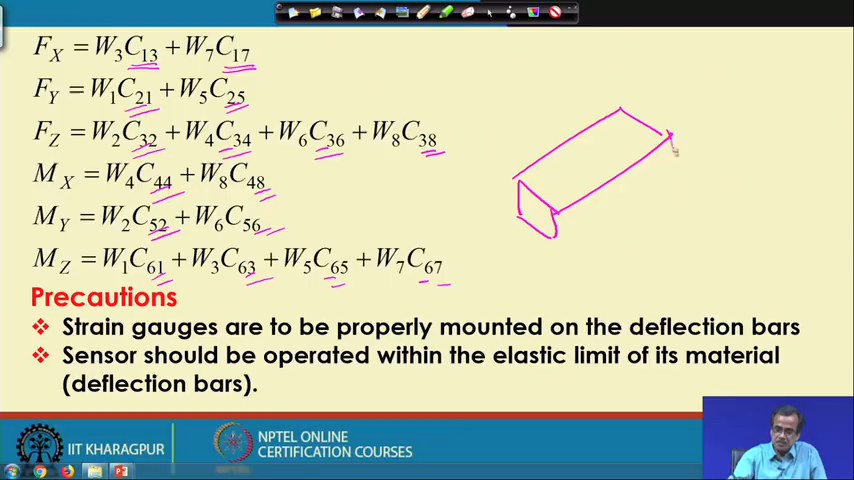 F_X = W_3C_13 + W_7C_17
F_Y = W_1C_21 + W_5C_25
F_Z = W_2C_32 + W_4C_34 + W_6C_36 + W_8C_38
M_X = W_4C_44 + W_8C_48
M_Y = W_2C_52 + W_6C_56
M_Z = W_1C_61 + W_3C_63 + W_5C_65 + W_7C_67
Precautions
❖ Strain gauges are to be properly mounted on the deflection bars
❖ Sensor should be operated within the elastic limit of its material
(deflection bars).
IIT KHARAGPUR
NPTEL ONLINE
CERTIFICATION COURSES